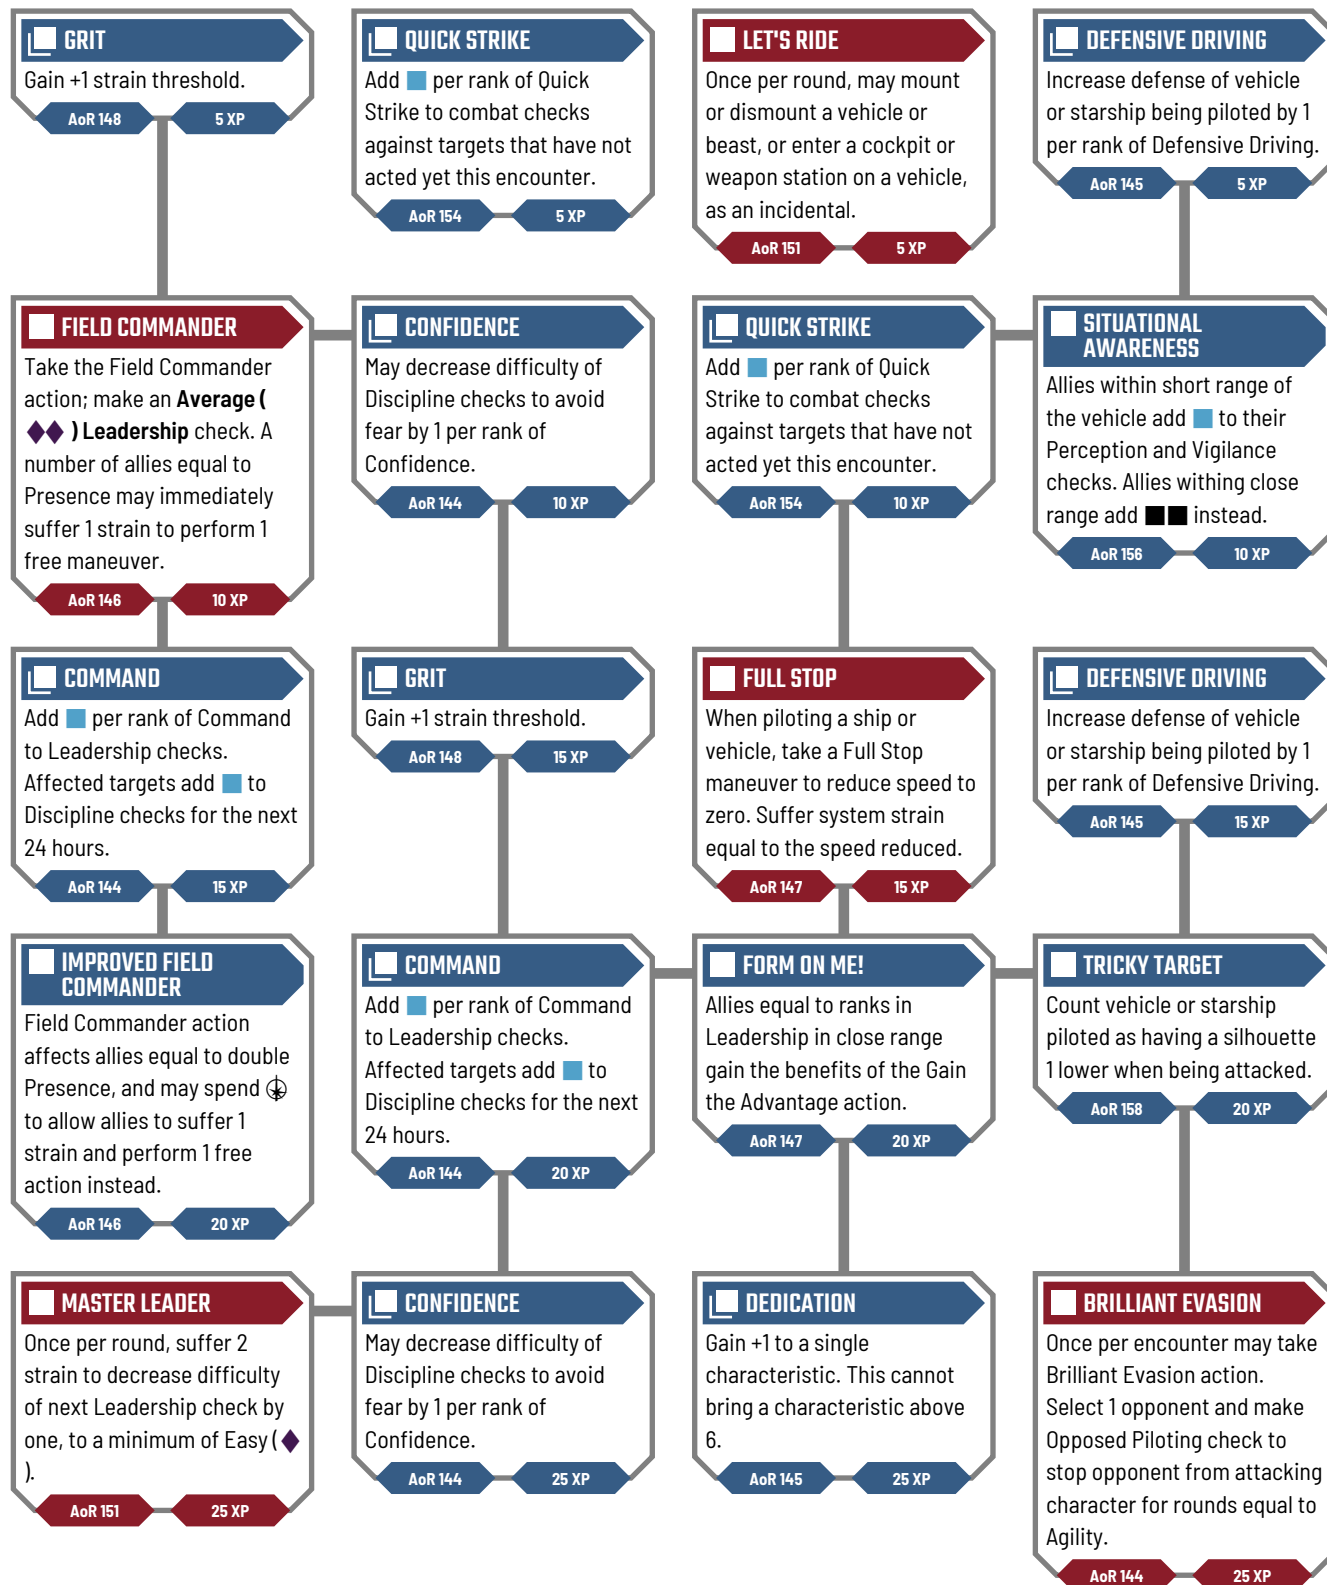 GRIT
Gain +1 strain threshold.
AoR 148 5 XP
QUICK STRIKE
Add per rank of Quick
Strike to combat checks
against targets that have not
acted yet this encounter.
AoR 154 5 XP
LET'S RIDE
Once per round, may mount
or dismount a vehicle or
beast, or enter a cockpit or
weapon station on a vehicle,
as an incidental.
AoR 151 5 XP
DEFENSIVE DRIVING
Increase defense of vehicle
or starship being piloted by 1
per rank of Defensive Driving.
AoR 145 5 XP
FIELD COMMANDER
Take the Field Commander
action; make an Average (
) Leadership check. A
number of allies equal to
Presence may immediately
suffer 1 strain to perform 1
free maneuver.
AoR 146 10 XP
CONFIDENCE
May decrease difficulty of
Discipline checks to avoid
fear by 1 per rank of
Confidence.
AoR 144 10 XP
QUICK STRIKE
Add per rank of Quick
Strike to combat checks
against targets that have not
acted yet this encounter.
AoR 154 10 XP
SITUATIONAL
AWARENESS
Allies within short range of
the vehicle add to their
Perception and Vigilance
checks. Allies withing close
range add instead.
AoR 156 10 XP
COMMAND
Add per rank of Command
to Leadership checks.
Affected targets add to
Discipline checks for the next
24 hours.
AoR 144 15 XP
GRIT
Gain +1 strain threshold.
AoR 148 15 XP
FULL STOP
When piloting a ship or
vehicle, take a Full Stop
maneuver to reduce speed to
zero. Suffer system strain
equal to the speed reduced.
AoR 147 15 XP
DEFENSIVE DRIVING
Increase defense of vehicle
or starship being piloted by 1
per rank of Defensive Driving.
AoR 145 15 XP
IMPROVED FIELD
COMMANDER
Field Commander action
affects allies equal to double
Presence, and may spend
to allow allies to suffer 1
strain and perform 1 free
action instead.
AoR 146 20 XP
COMMAND
Add per rank of Command
to Leadership checks.
Affected targets add to
Discipline checks for the next
24 hours.
AoR 144 20 XP
FORM ON ME!
Allies equal to ranks in
Leadership in close range
gain the benefits of the Gain
the Advantage action.
AoR 147 20 XP
TRICKY TARGET
Count vehicle or starship
piloted as having a silhouette
1 lower when being attacked.
AoR 158 20 XP
MASTER LEADER
Once per round, suffer 2
strain to decrease difficulty
of next Leadership check by
one, to a minimum of Easy (
).
AoR 151 25 XP
CONFIDENCE
May decrease difficulty of
Discipline checks to avoid
fear by 1 per rank of
Confidence.
AoR 144 25 XP
DEDICATION
Gain +1 to a single
characteristic. This cannot
bring a characteristic above
6.
AoR 145 25 XP
BRILLIANT EVASION
Once per encounter may take
Brilliant Evasion action.
Select 1 opponent and make
Opposed Piloting check to
stop opponent from attacking
character for rounds equal to
Agility.
AoR 144 25 XP